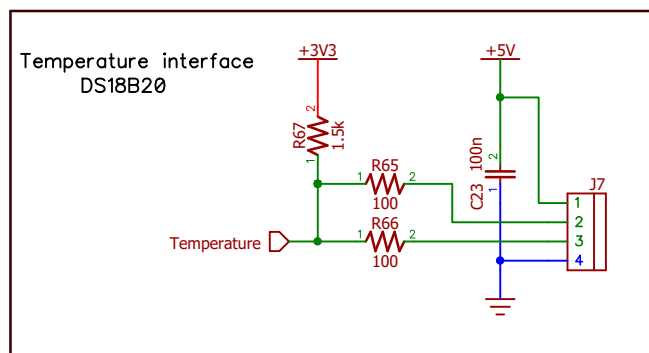 Temperature interface
DS18B20
+3V3
+5V
2
R67
1.5k
1
R65
1
2
100
R66
1
2
100
Temperature
100n
2
C23
1
J7
1
2
3
4